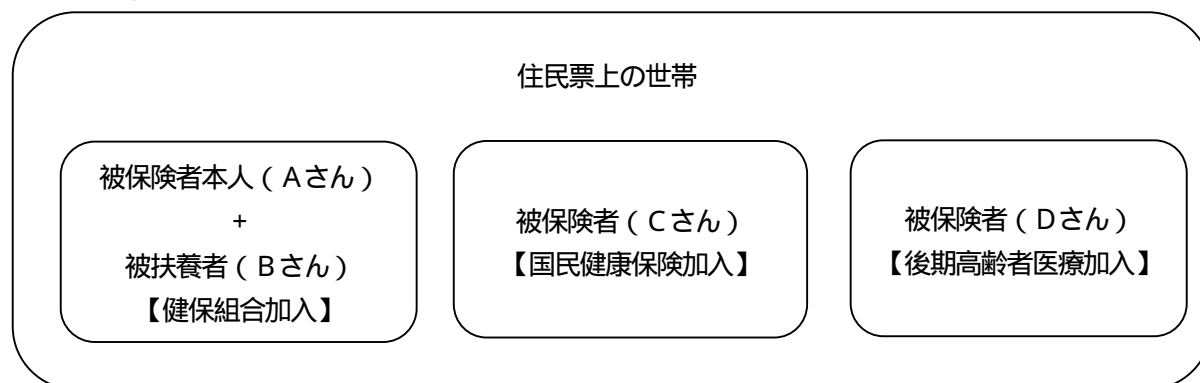 住民票上の世帯
被保険者本人（Aさん）
+
被扶養者（Bさん）
【健保組合加入】
被保険者（Cさん）
【国民健康保険加入】
被保険者（Dさん）
【後期高齢者医療加入】